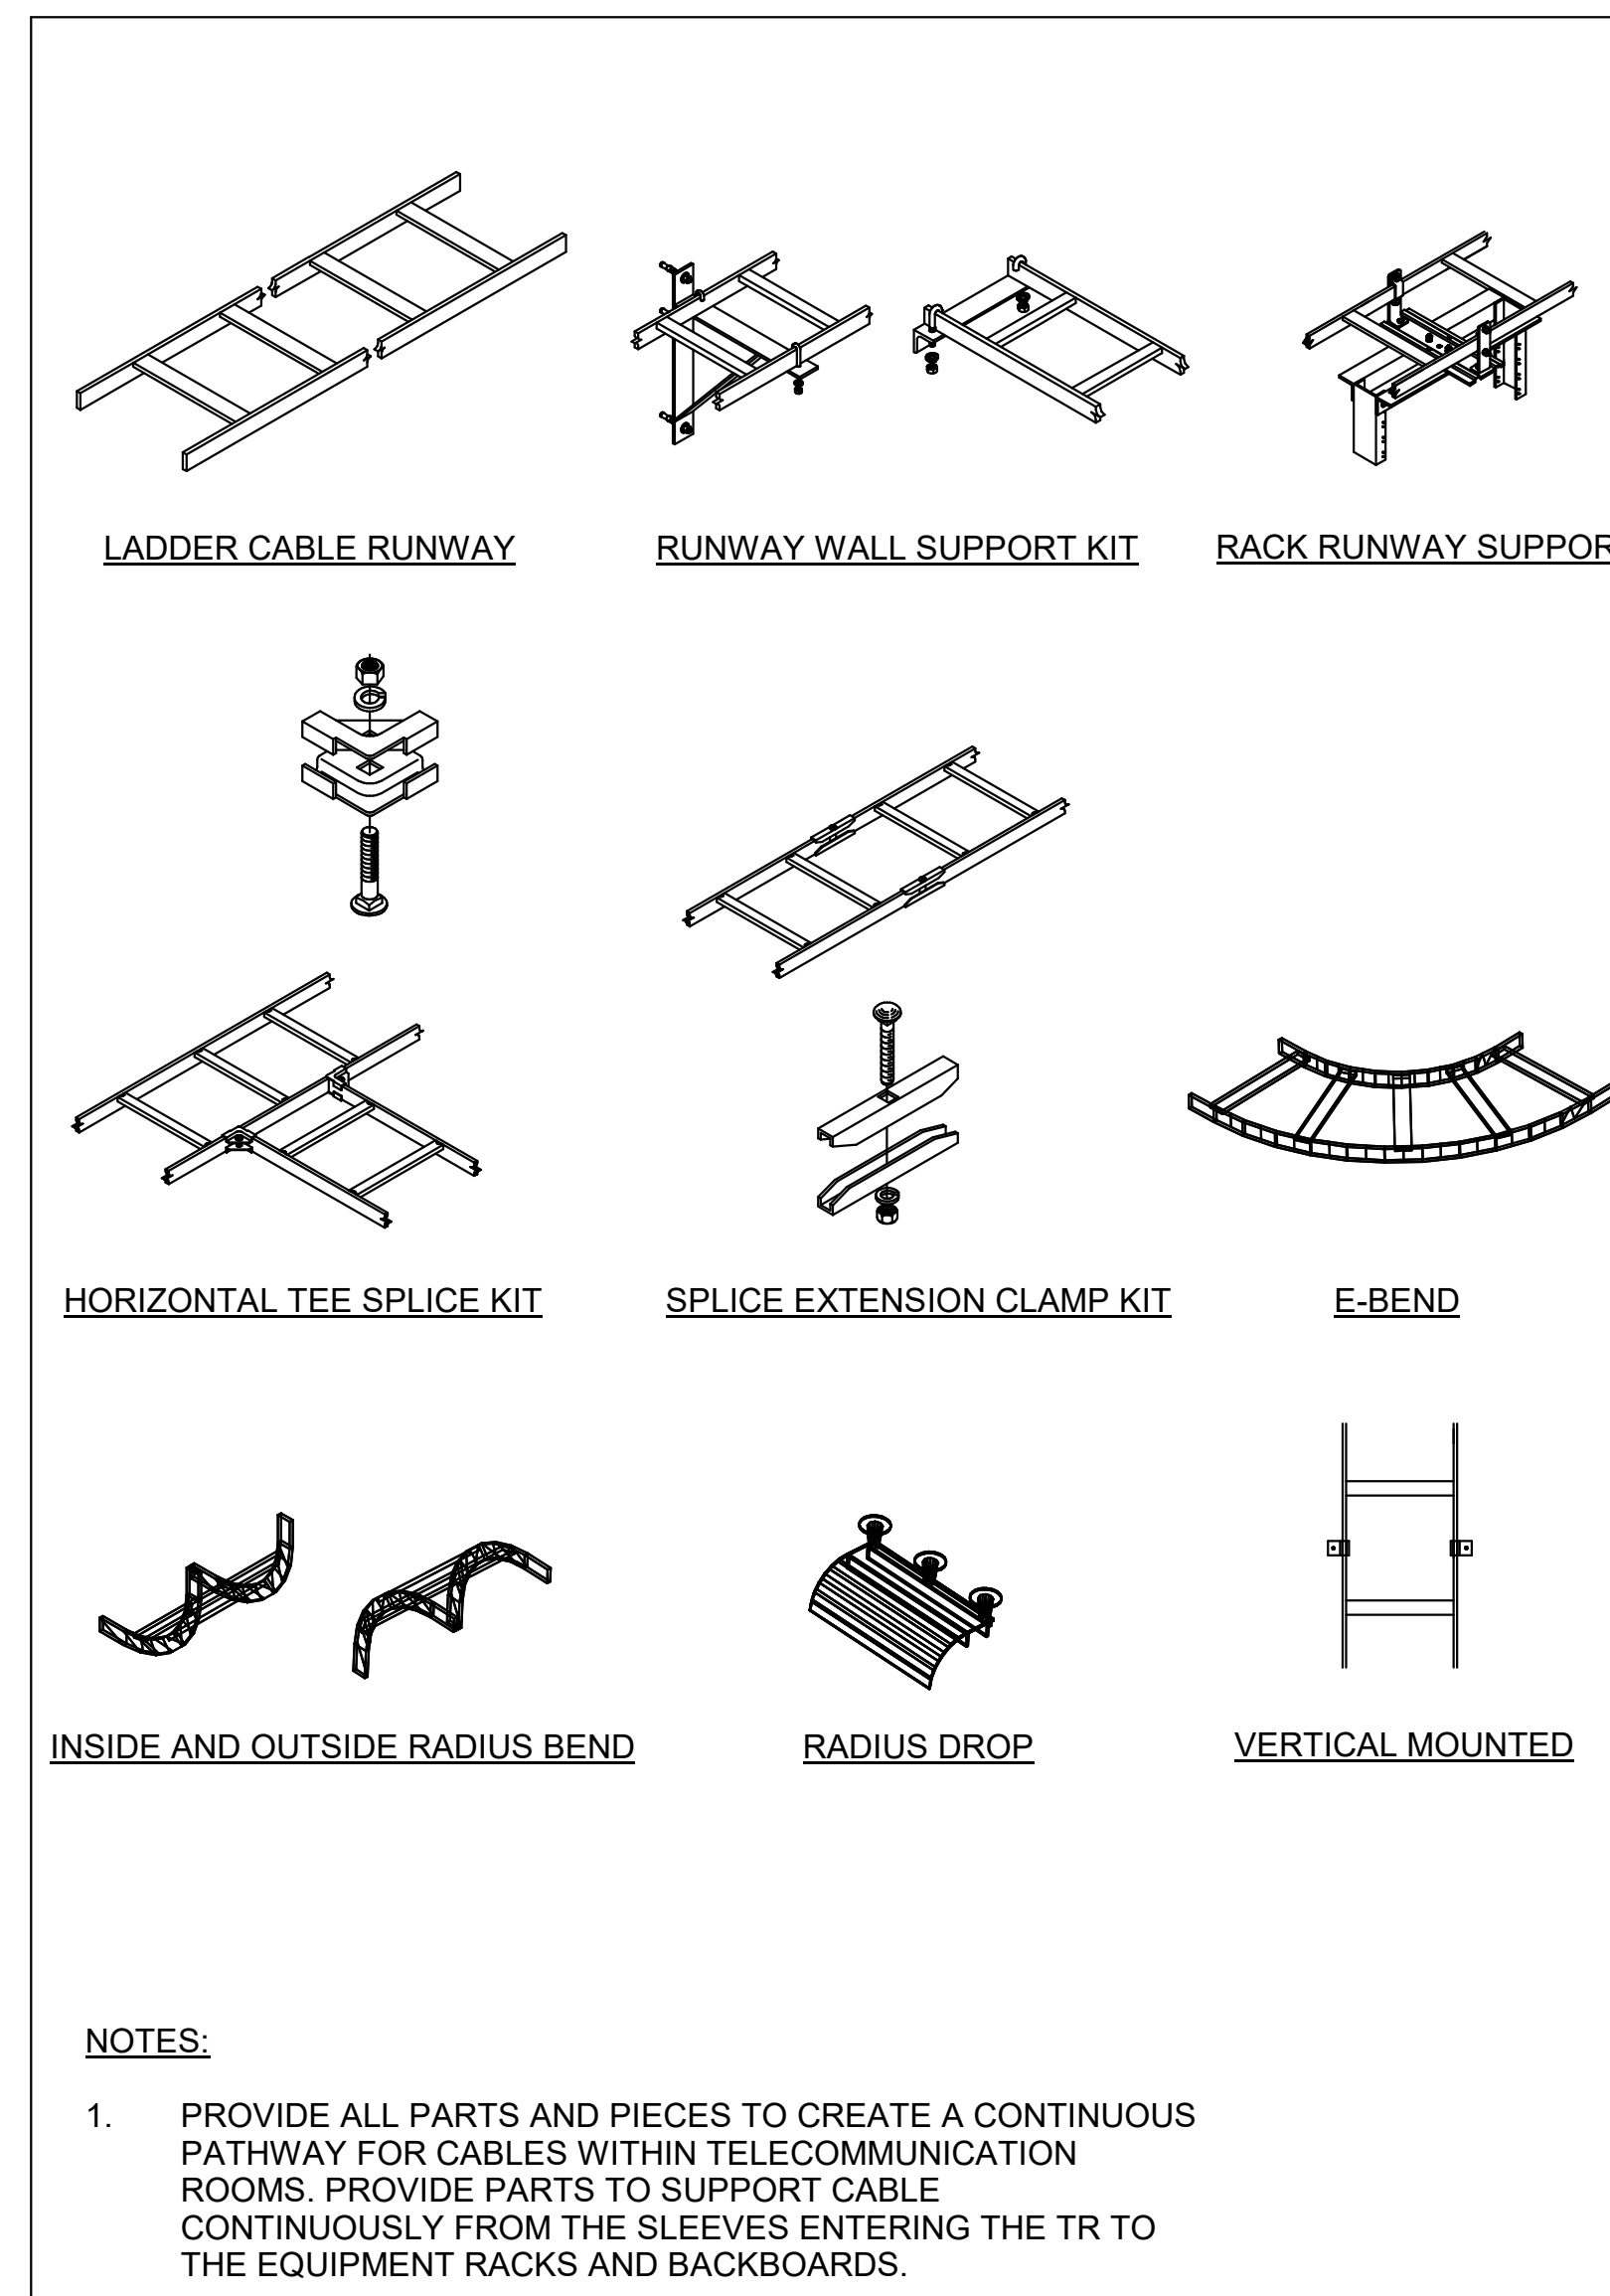 LADDER CABLE RUNWAY
RUNWAY WALL SUPPORT KIT
RACK RUNWAY SUPPOR
HORIZONTAL TEE SPLICE KIT
SPLICE EXTENSION CLAMP KIT
E-BEND
INSIDE AND OUTSIDE RADIUS BEND
RADIUS DROP
VERTICAL MOUNTED
NOTES:
1. PROVIDE ALL PARTS AND PIECES TO CREATE A CONTINUOUS
PATHWAY FOR CABLES WITHIN TELECOMMUNICATION
ROOMS. PROVIDE PARTS TO SUPPORT CABLE
CONTINUOUSLY FROM THE SLEEVES ENTERING THE TR TO
THE EQUIPMENT RACKS AND BACKBOARDS.